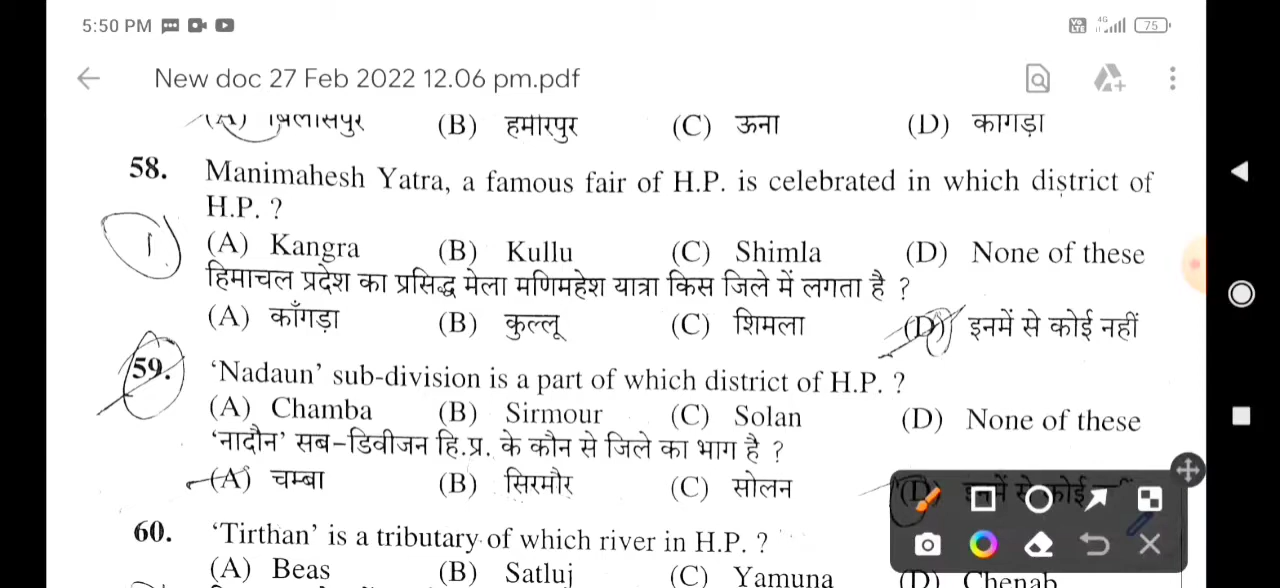 5:50 PM
4G 75
New doc 27 Feb 2022 12.06 pm.pdf
(A) बिलासपुर (B) हमीरपुर (C) ऊना (D) कागड़ा
58. Manimahesh Yatra, a famous fair of H.P. is celebrated in which district of
H.P. ?
(A) Kangra (B) Kullu (C) Shimla (D) None of these
हिमाचल प्रदेश का प्रसिद्ध मेला मणिमहेश यात्रा किस जिले में लगता है ?
(A) काँगड़ा (B) कुल्लू (C) शिमला (D) इनमें से कोई नहीं
59. ‘Nadaun’ sub-division is a part of which district of H.P. ?
(A) Chamba (B) Sirmour (C) Solan (D) None of these
‘नादौन’ सब-डिवीजन हि.प्र. के कौन से जिले का भाग है ?
(A) चम्बा (B) सिरमौर (C) सोलन (D) इनमें से कोई
60. ‘Tirthan’ is a tributary of which river in H.P. ?
(A) Beas (B) Satluj (C) Yamuna (D) Chenab